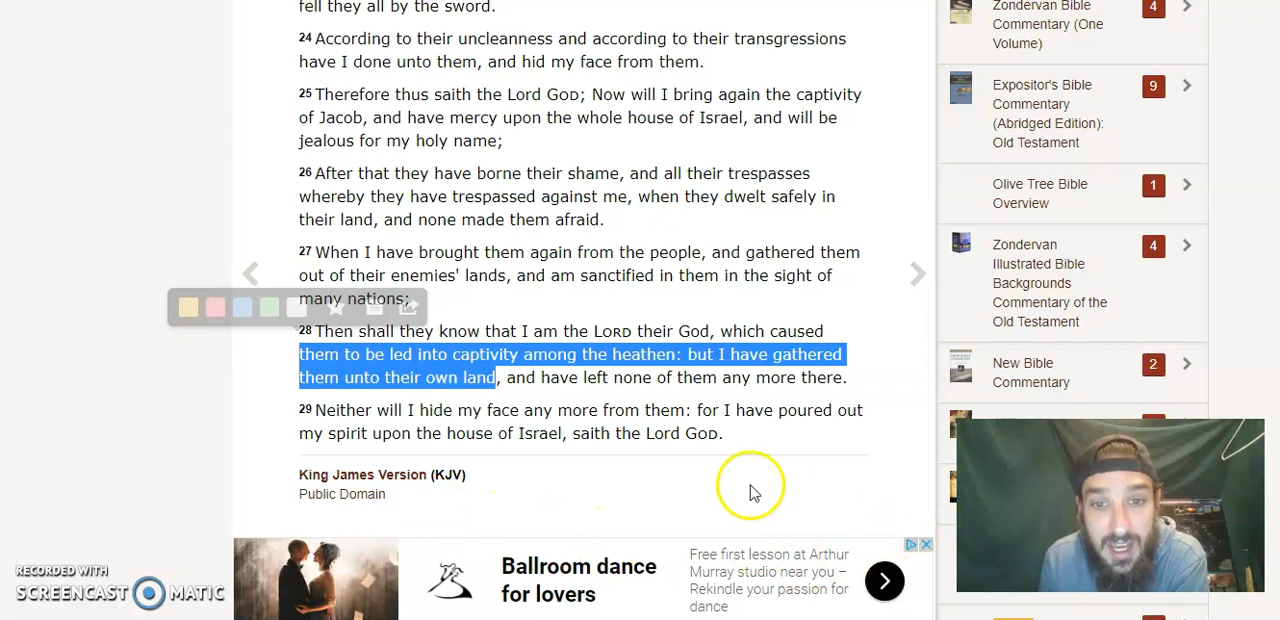 fell they all by the sword.
24 According to their uncleanness and according to their transgressions
have I done unto them, and hid my face from them.
25 Therefore thus saith the Lord GOD; Now will I bring again the captivity
of Jacob, and have mercy upon the whole house of Israel, and will be
jealous for my holy name;
26 After that they have borne their shame, and all their trespasses
whereby they have trespassed against me, when they dwelt safely in
their land, and none made them afraid.
27 When I have brought them again from the people, and gathered them
out of their enemies' lands, and am sanctified in them in the sight of
many nations;
28 Then shall they know that I am the LORD their God, which caused
them to be led into captivity among the heathen: but I have gathered
them unto their own land, and have left none of them any more there.
29 Neither will I hide my face any more from them: for I have poured out
my spirit upon the house of Israel, saith the Lord GOD.
King James Version (KJV)
Public Domain
Zondervan Bible
Commentary (One
Volume)
4
Expositor's Bible
Commentary
(Abridged Edition):
Old Testament
9
Olive Tree Bible
Overview
1
Zondervan
Illustrated Bible
Backgrounds
Commentary of the
Old Testament
4
New Bible
Commentary
2
Ballroom dance
for lovers
Free first lesson at Arthur
Murray studio near you –
Rekindle your passion for
dance
RECORDED WITH
SCREENCAST MATIC